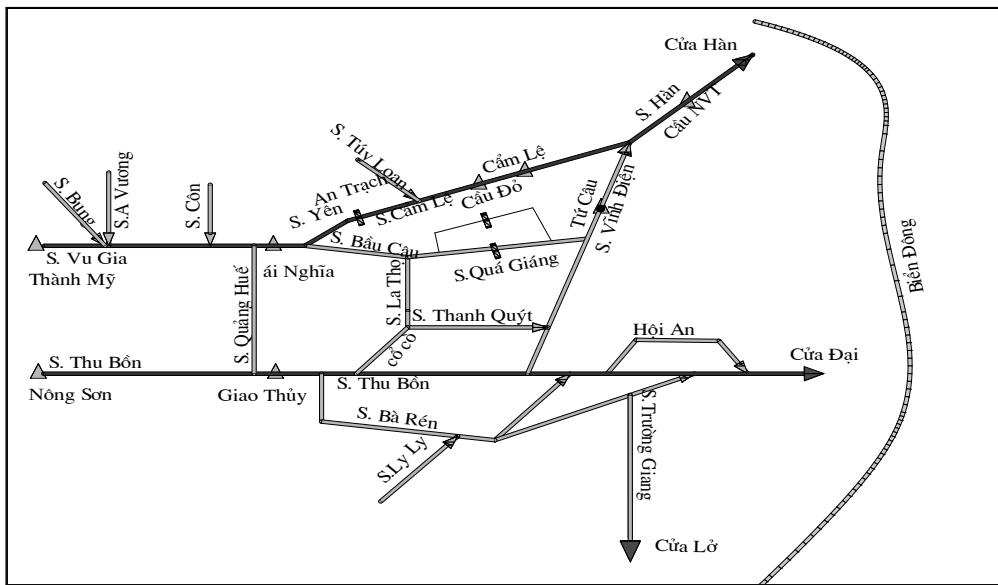 Cửa Hàn
S. Hàn
Cầu NVT
S. Túy Loan
Cẩm Lệ
An Trạch
Cầu Đỏ
S.Cẩm Lệ
S. Yên
S. Bung
S.A Vương
S. Côn
Tứ Câu
S. Vĩnh Điện
S. Bầu Câu
S.Quá Giáng
S. Vu Gia
Thành Mỹ
ái Nghĩa
S. Quảng Huế
S. La Thọ
Biển Đông
S. Thanh Quýt
cổ cò
Hội An
Cửa Đại
S. Thu Bồn
S. Thu Bồn
Nông Sơn
Giao Thủy
S. Bà Rén
S.Ly Ly
S.Trường Giang
Cửa Lở